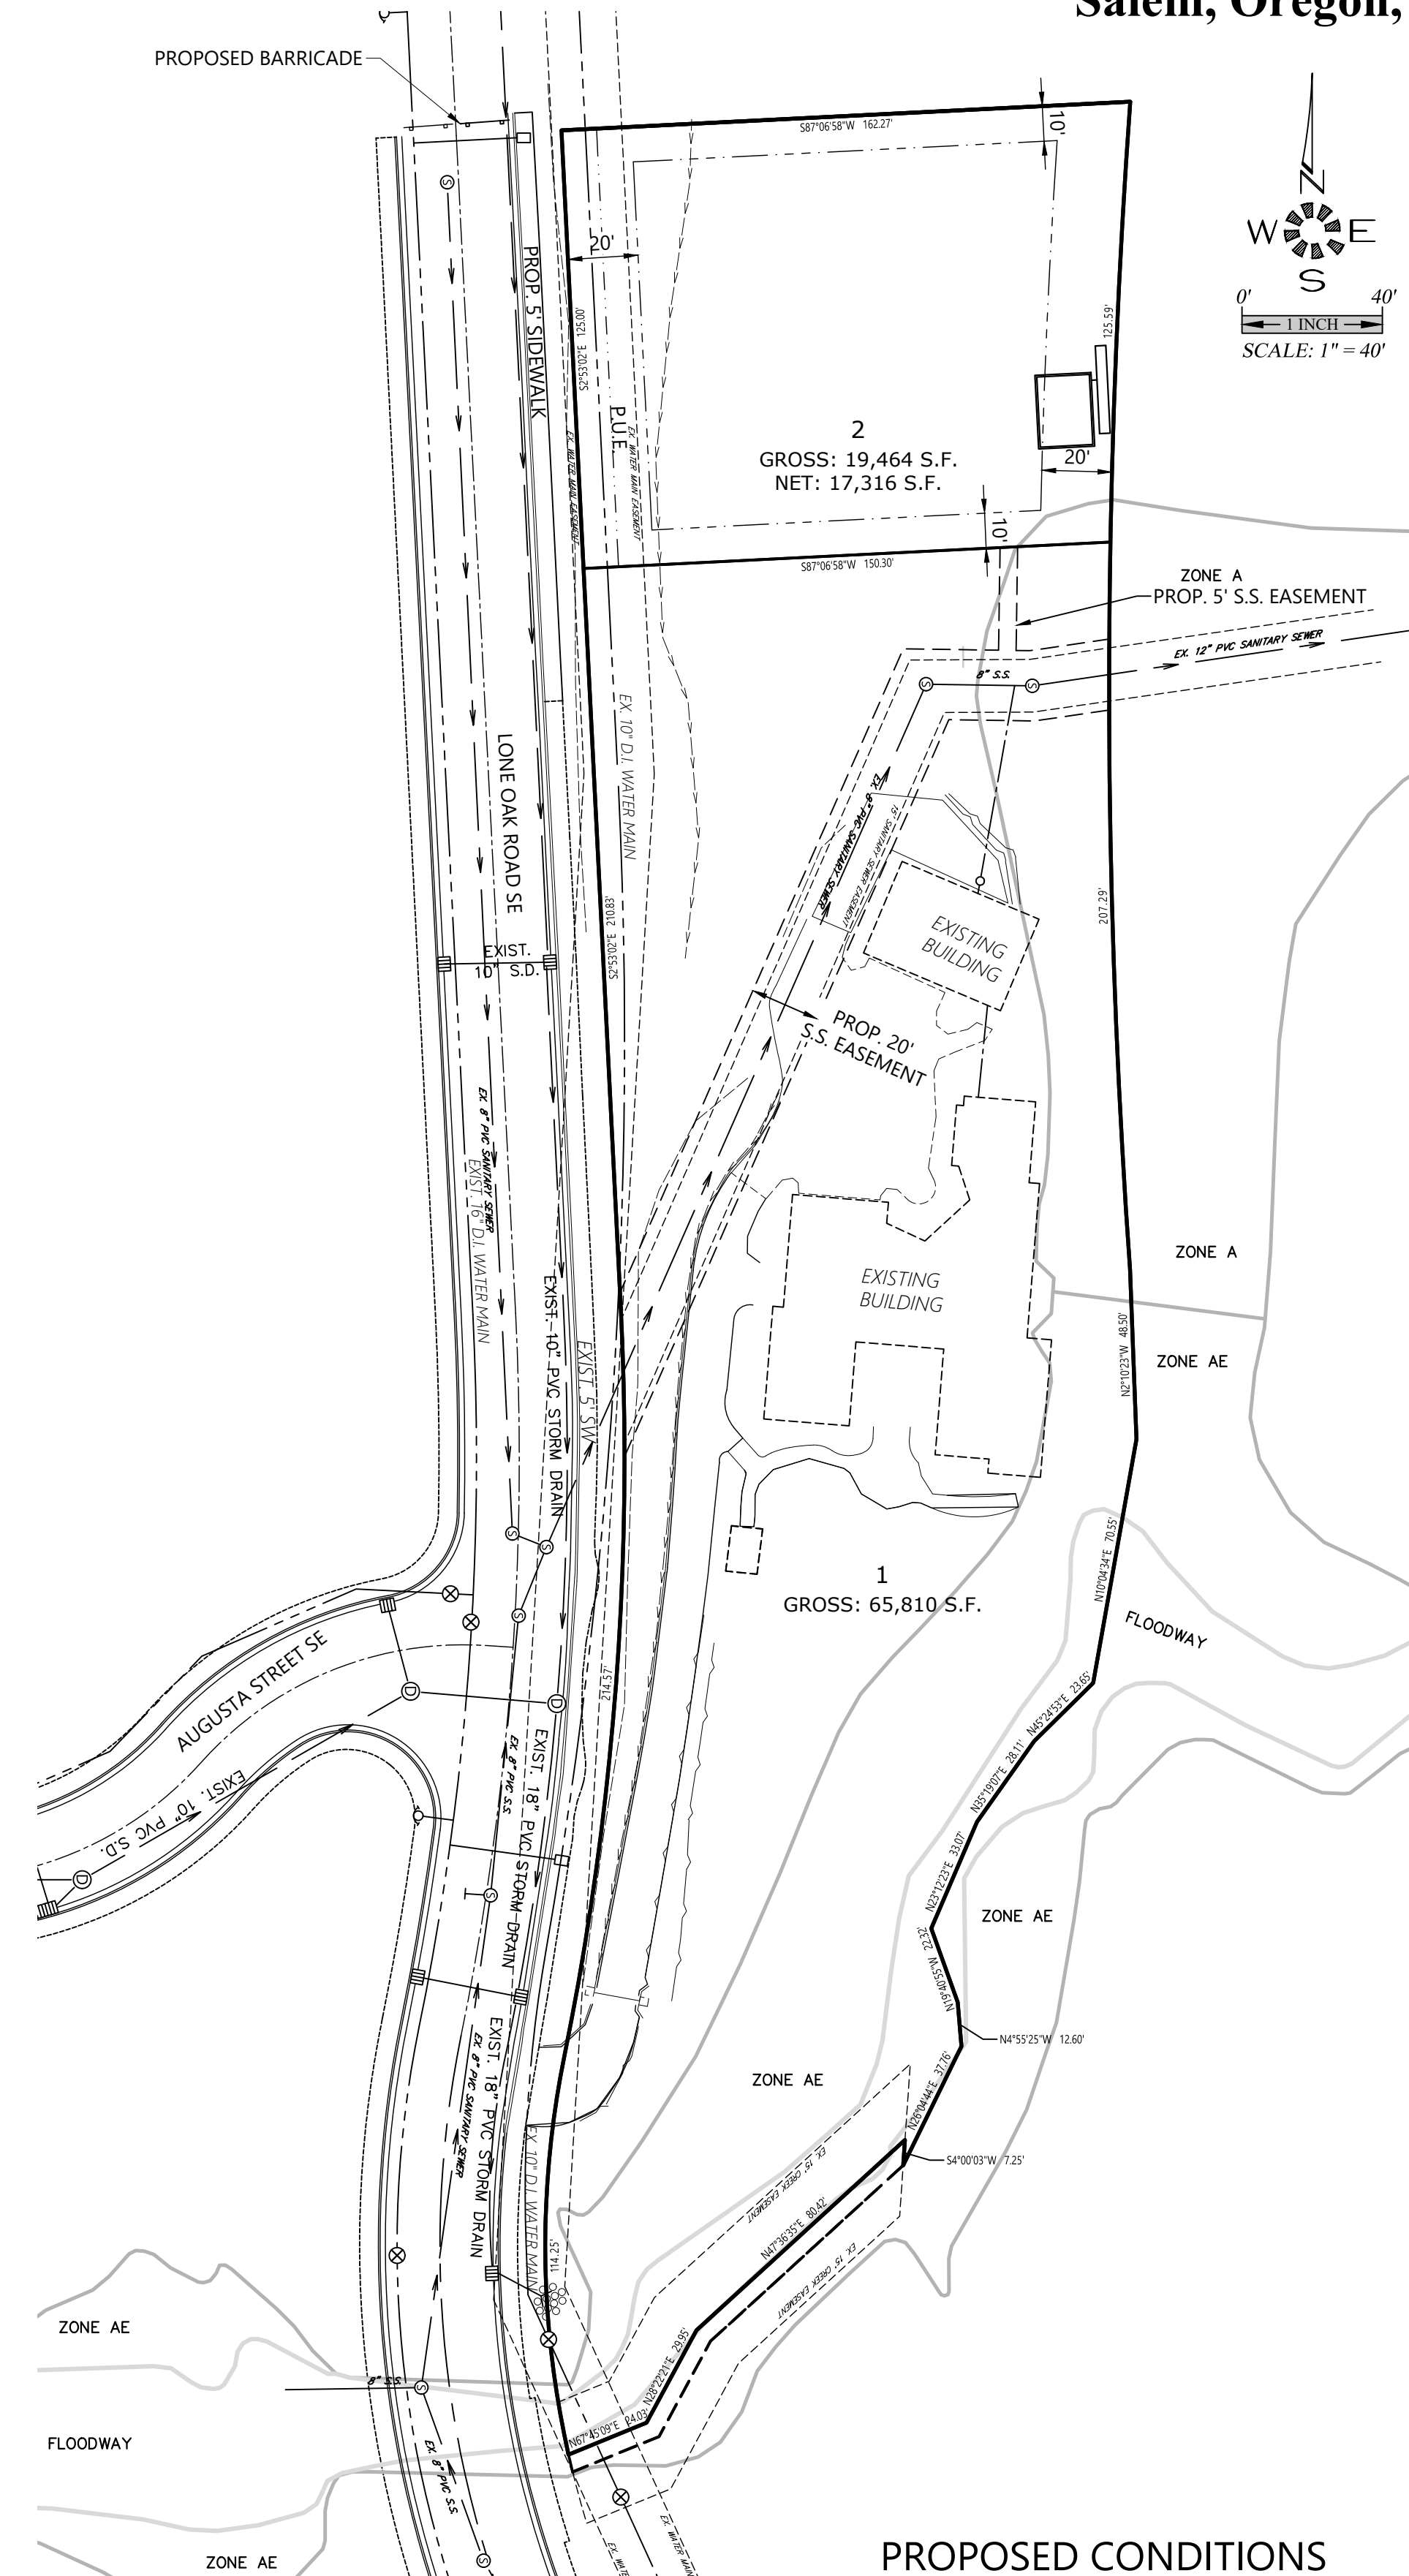 Salem, Oregon,
PROPOSED BARRICADE
S87°06'58"W 162.27'
10'
N
W E
S
0' 40'
1 INCH
SCALE: 1" = 40'
20'
PROP. 5' SIDEWALK
S2°53'02"E 125.00'
125.59'
P.U.E.
EX. WATER MAIN EASEMENT
EX. WATER MAIN EASEMENT
2
GROSS: 19,464 S.F.
NET: 17,316 S.F.
20'
10'
S87°06'58"W 150.30'
ZONE A
PROP. 5' S.S. EASEMENT
EX. 12" PVC SANITARY SEWER
8" S.S.
S
S
S
EX. 10" D.I. WATER MAIN
LONE OAK ROAD SE
EX. 8" PVC SANITARY SEWER
15' SANITARY SEWER EASEMENT
S2°53'02"E 210.83'
207.29'
EXISTING
BUILDING
EXIST.
10" S.D.
PROP. 20'
S.S. EASEMENT
EX. 8" PVC SANITARY SEWER
EXIST. 16" D.I. WATER MAIN
EXISTING
BUILDING
ZONE A
EXIST. 10" PVC STORM DRAIN
EXIST. 5' SW
N2°10'23"W 48.50'
ZONE AE
S
S
S
1
GROSS: 65,810 S.F.
N10°04'34"E 70.55'
FLOODWAY
AUGUSTA STREET SE
214.57'
N45°24'53"E 23.65'
D
D
N35°19'07"E 28.11'
EX. 8" PVC S.S.
EXIST. 18" PVC STORM DRAIN
EXIST. 10" PVC S.D.
D
N23°12'23"E 33.07'
ZONE AE
S
N19°40'55"W 22.32'
N4°55'25"W 12.60'
EXIST. 18" PVC STORM DRAIN
EX. 8" PVC SANITARY SEWER
ZONE AE
N26°04'44"E 37.76'
EX. 10" D.I. WATER MAIN
EX. 15' CREEK EASEMENT
S4°00'03"W 7.25'
N47°36'35"E 80.42'
114.25'
EX. 15' CREEK EASEMENT
ZONE AE
N28°22'21"E 29.95'
8" S.S.
S
N67°45'09"E 24.03'
FLOODWAY
EX. 8" PVC S.S.
EX. WATER MAIN
EX. WATE
S
ZONE AE
PROPOSED CONDITIONS